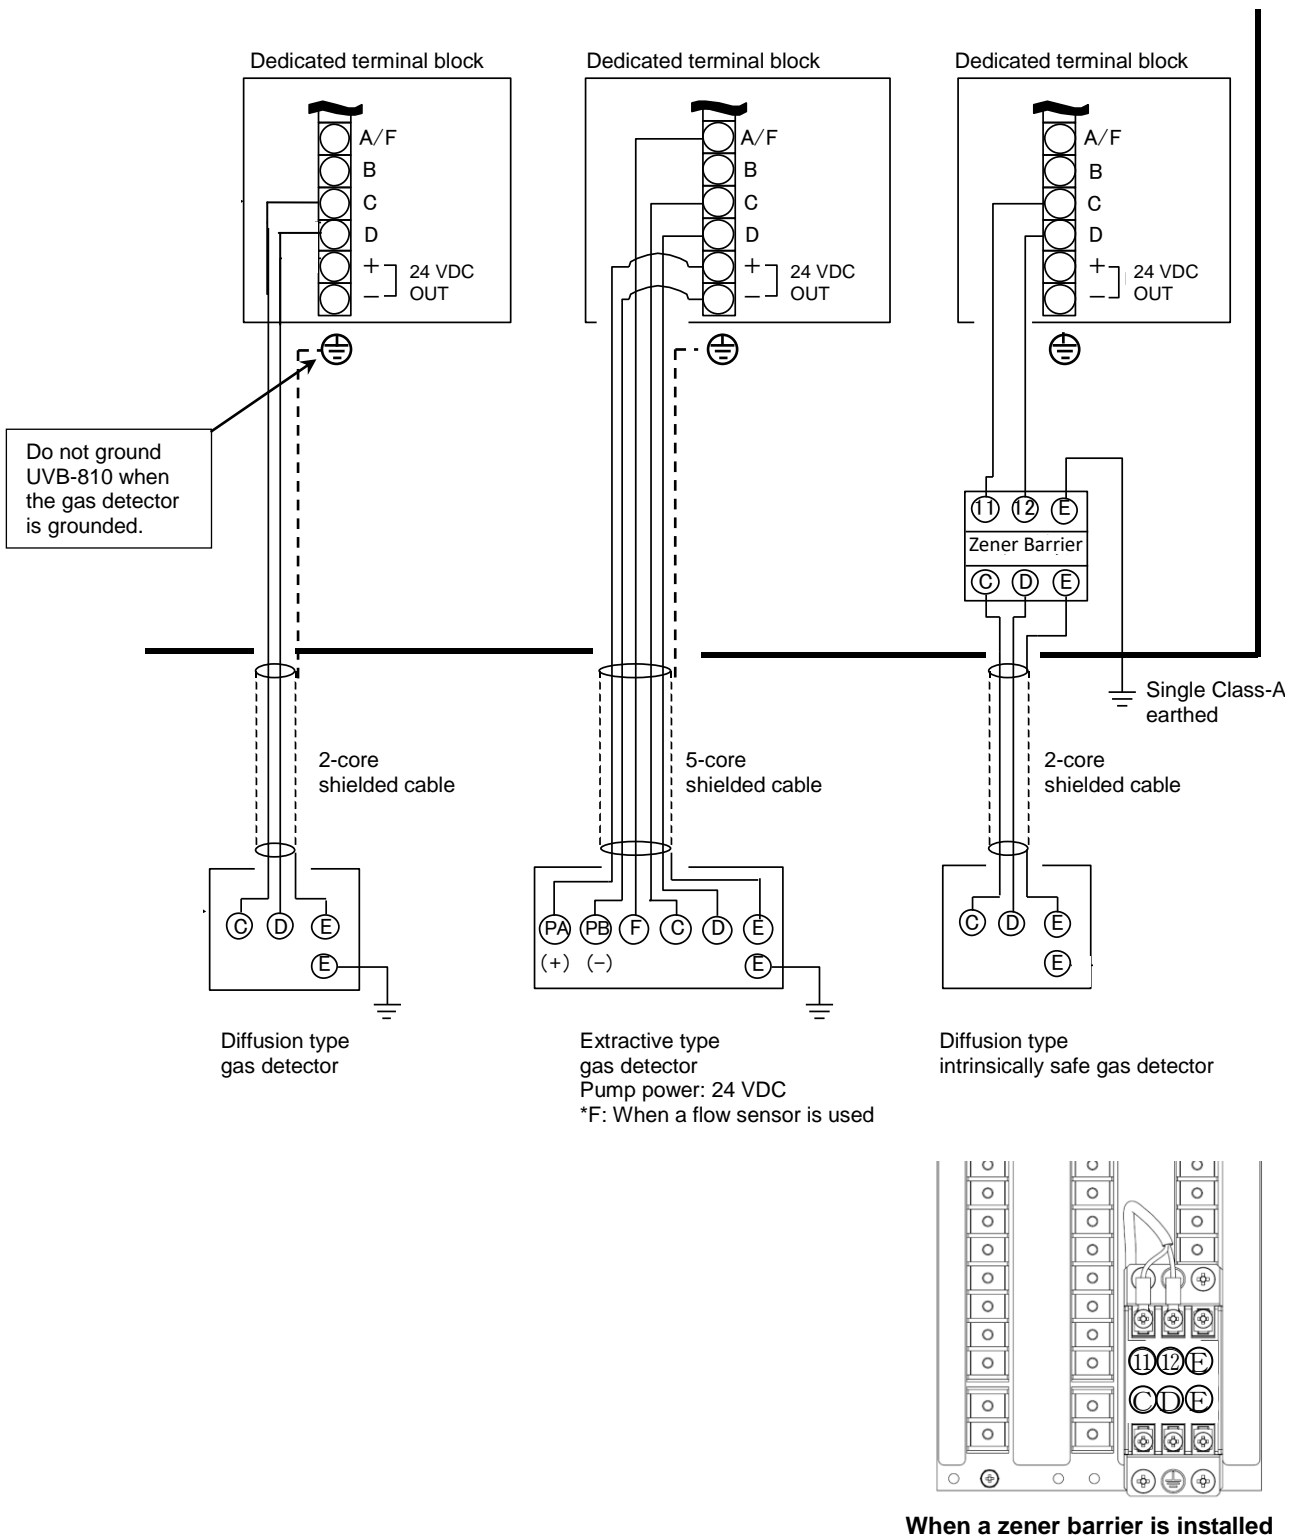 Dedicated terminal block
A/F
B
C
D
+
−
24 VDC
OUT
Dedicated terminal block
A/F
B
C
D
+
−
24 VDC
OUT
Dedicated terminal block
A/F
B
C
D
+
−
24 VDC
OUT
Do not ground
UVB-810 when
the gas detector
is grounded.
11 12 E
Zener Barrier
C D E
Single Class-A
earthed
2-core
shielded cable
5-core
shielded cable
2-core
shielded cable
C D E
E
PA PB F C D E
(+) (−) E
C D E
E
Diffusion type
gas detector
Extractive type
gas detector
Pump power: 24 VDC
*F: When a flow sensor is used
Diffusion type
intrinsically safe gas detector
11 12 E
C D E
When a zener barrier is installed